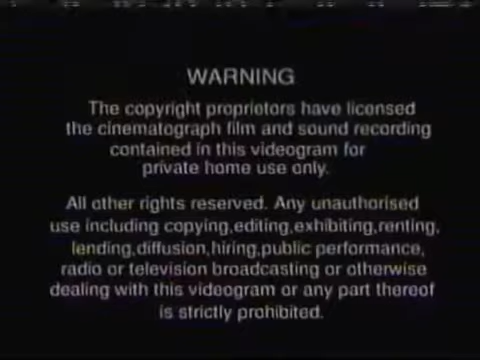 WARNING
The copyright proprietors have licensed
the cinematograph film and sound recording
contained in this videogram for
private home use only.
All other rights reserved. Any unauthorised
use including copying,editing,exhibiting,renting,
lending,diffusion,hiring,public performance,
radio or television broadcasting or otherwise
dealing with this videogram or any part thereof
is strictly prohibited.